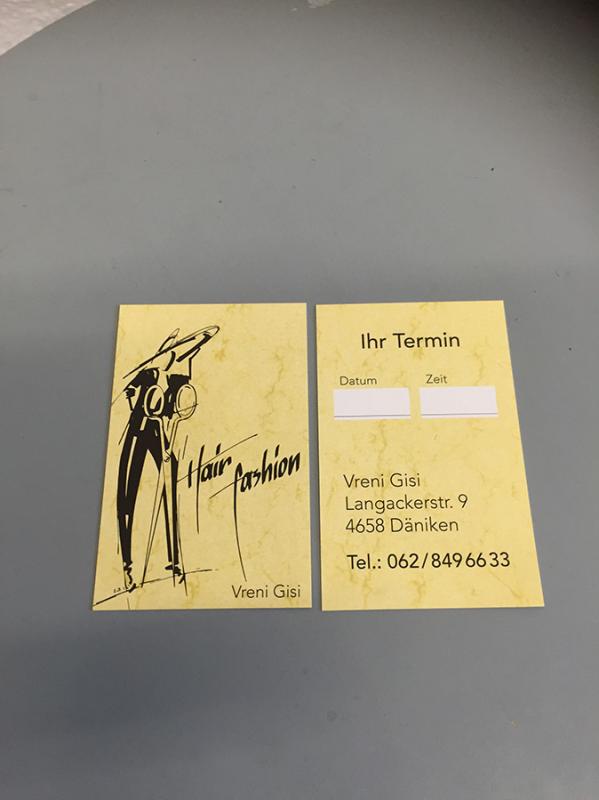 Hair
fashion
Vreni Gisi
Ihr Termin
Datum Zeit
Vreni Gisi
Langackerstr. 9
4658 Däniken
Tel.: 062/849 66 33